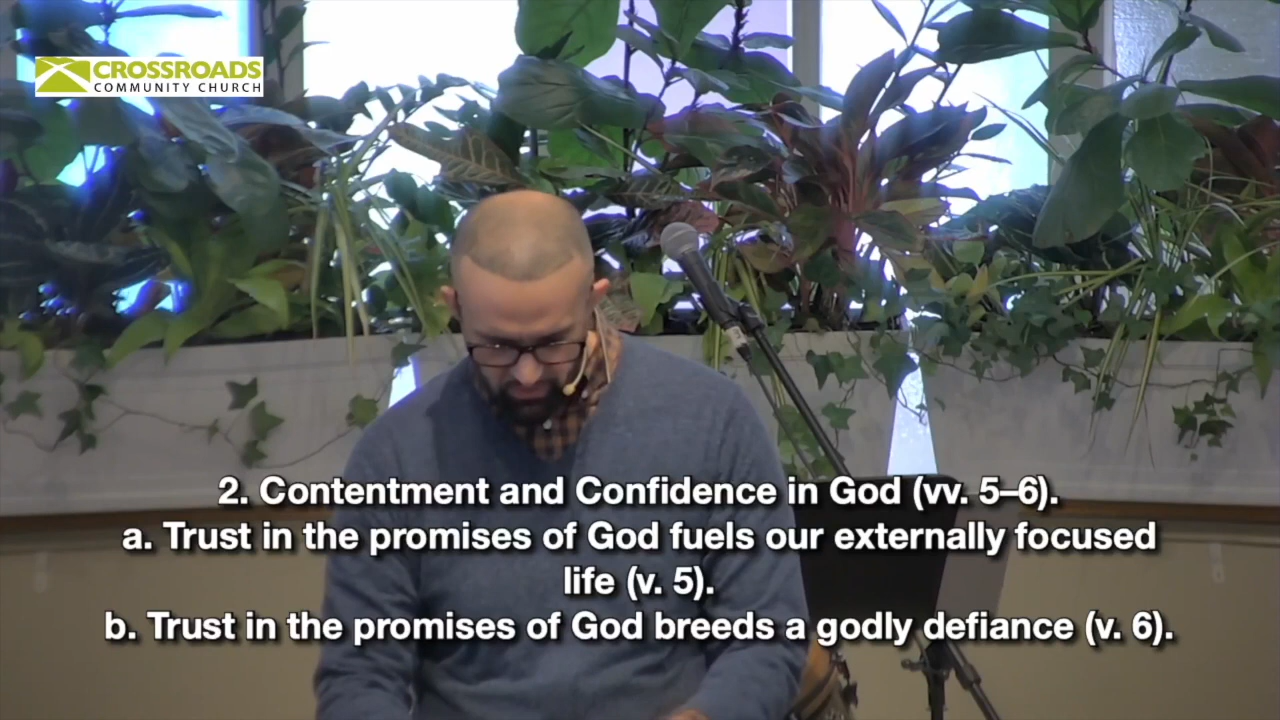 CROSSROADS
COMMUNITY CHURCH
2. Contentment and Confidence in God (vv. 5–6).
a. Trust in the promises of God fuels our externally focused
life (v. 5).
b. Trust in the promises of God breeds a godly defiance (v. 6).